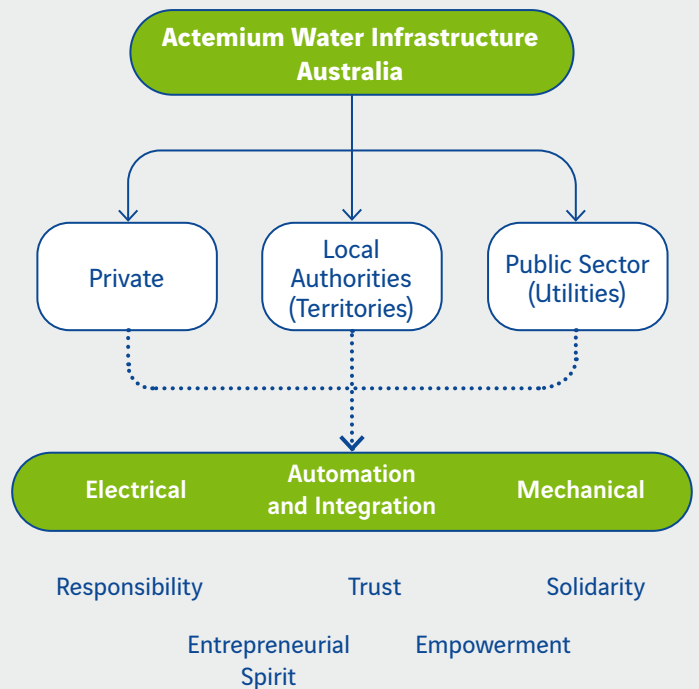 Actemium Water Infrastructure
Australia
Private
Local
Authorities
(Territories)
Public Sector
(Utilities)
Electrical
Automation
and Integration
Mechanical
Responsibility
Trust
Solidarity
Entrepreneurial
Spirit
Empowerment